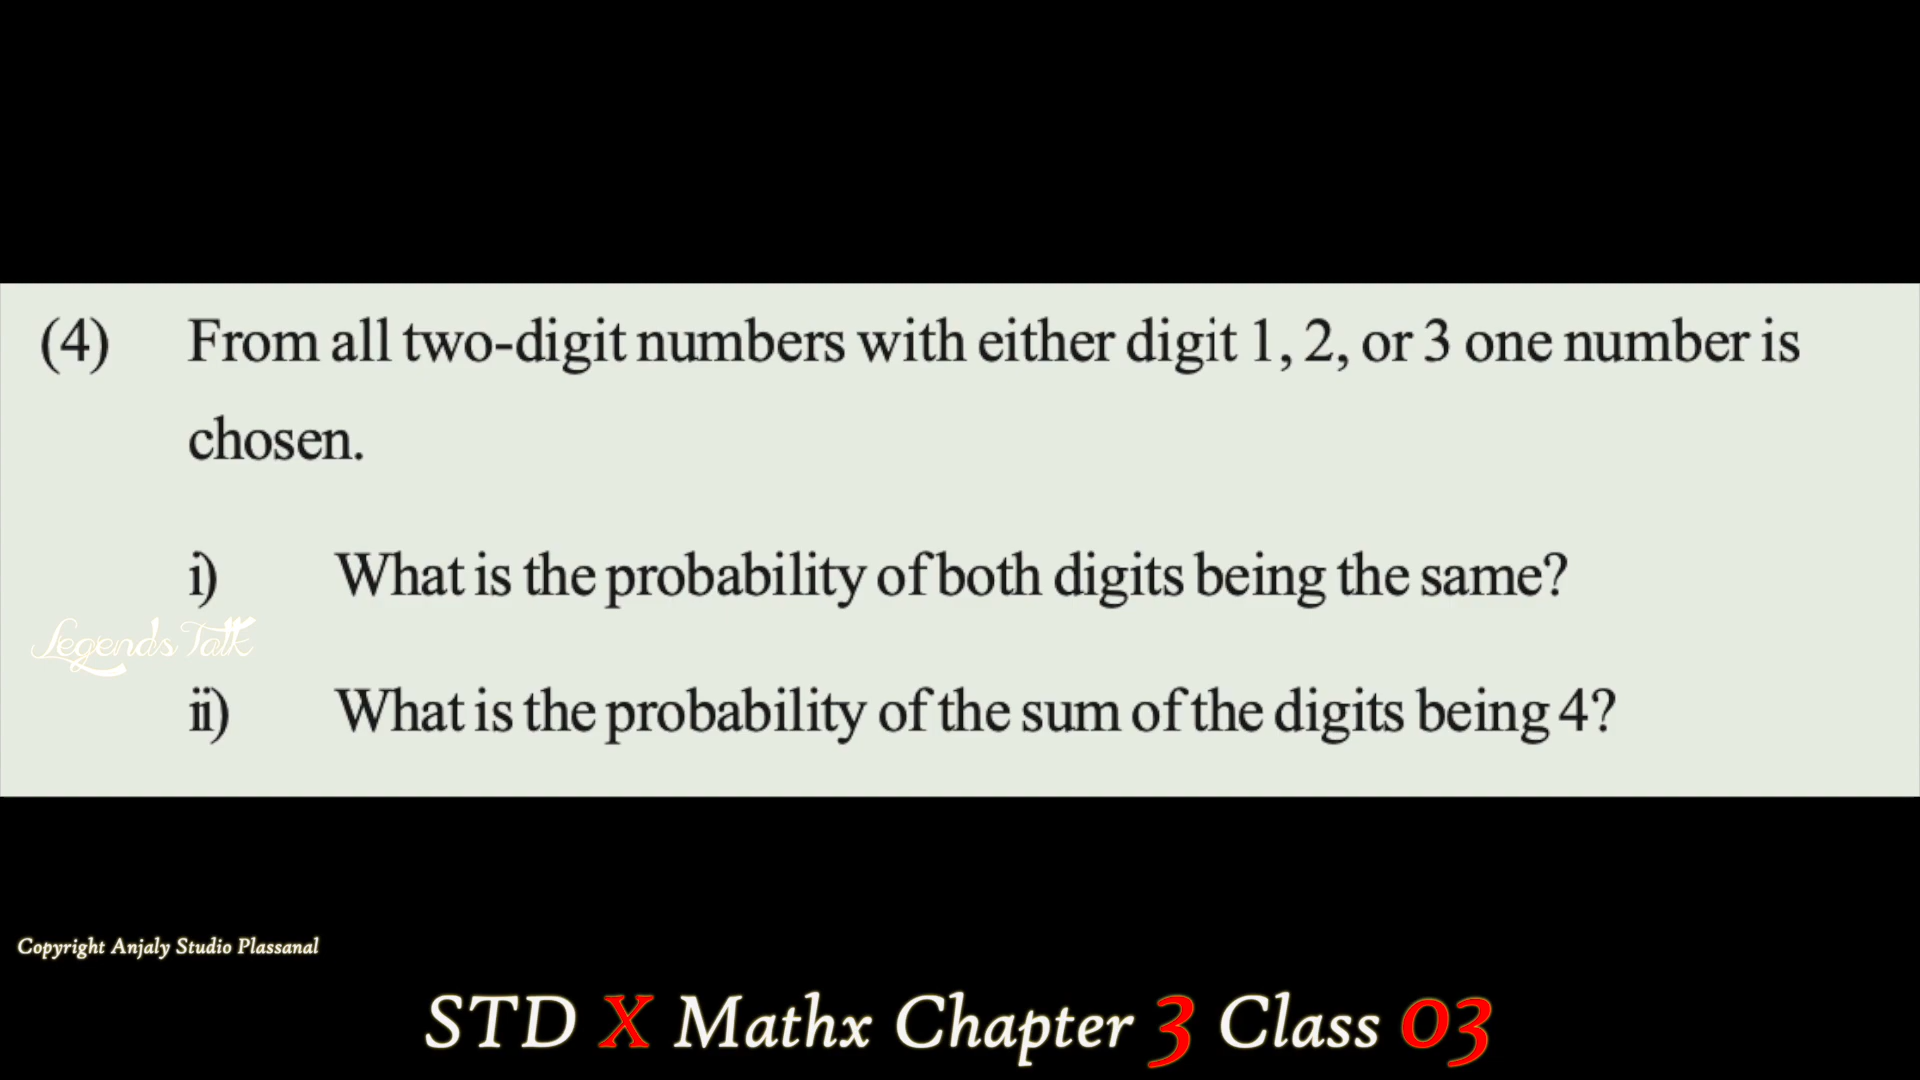 (4) From all two-digit numbers with either digit 1, 2, or 3 one number is
chosen.
i) What is the probability of both digits being the same?
Legends Talk
ii) What is the probability of the sum of the digits being 4?
Copyright Anjaly Studio Plassanal
STD X Mathx Chapter 3 Class 03